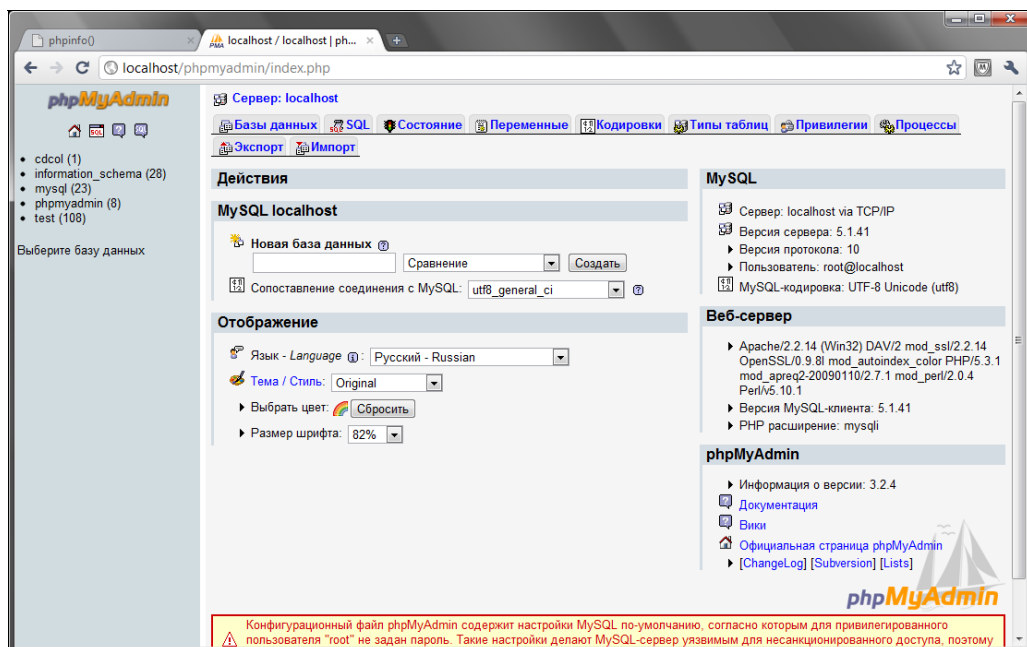 phpinfo()
localhost / localhost | ph...
localhost/phpmyadmin/index.php
phpMyAdmin
SQL
cdcol (1)
information_schema (28)
mysql (23)
phpmyadmin (8)
test (108)
Выберите базу данных
Сервер: localhost
Базы данных SQL Состояние Переменные Кодировки Типы таблиц Привилегии Процессы
Экспорт Импорт
Действия
MySQL localhost
Новая база данных
Сравнение Создать
Сопоставление соединения с MySQL: utf8_general_ci
Отображение
Язык - Language : Русский - Russian
Тема / Стиль: Original
Выбрать цвет: Сбросить
Размер шрифта: 82%
MySQL
Сервер: localhost via TCP/IP
Версия сервера: 5.1.41
Версия протокола: 10
Пользователь: root@localhost
MySQL-кодировка: UTF-8 Unicode (utf8)
Веб-сервер
Apache/2.2.14 (Win32) DAV/2 mod_ssl/2.2.14
OpenSSL/0.9.8l mod_autoindex_color PHP/5.3.1
mod_apreq2-20090110/2.7.1 mod_perl/2.0.4
Perl/v5.10.1
Версия MySQL-клиента: 5.1.41
PHP расширение: mysqli
phpMyAdmin
Информация о версии: 3.2.4
Документация
Вики
Официальная страница phpMyAdmin
[ChangeLog] [Subversion] [Lists]
phpMyAdmin
Конфигурационный файл phpMyAdmin содержит настройки MySQL по-умолчанию, согласно которым для привилегированного
пользователя "root" не задан пароль. Такие настройки делают MySQL-сервер уязвимым для несанкционированного доступа, поэтому